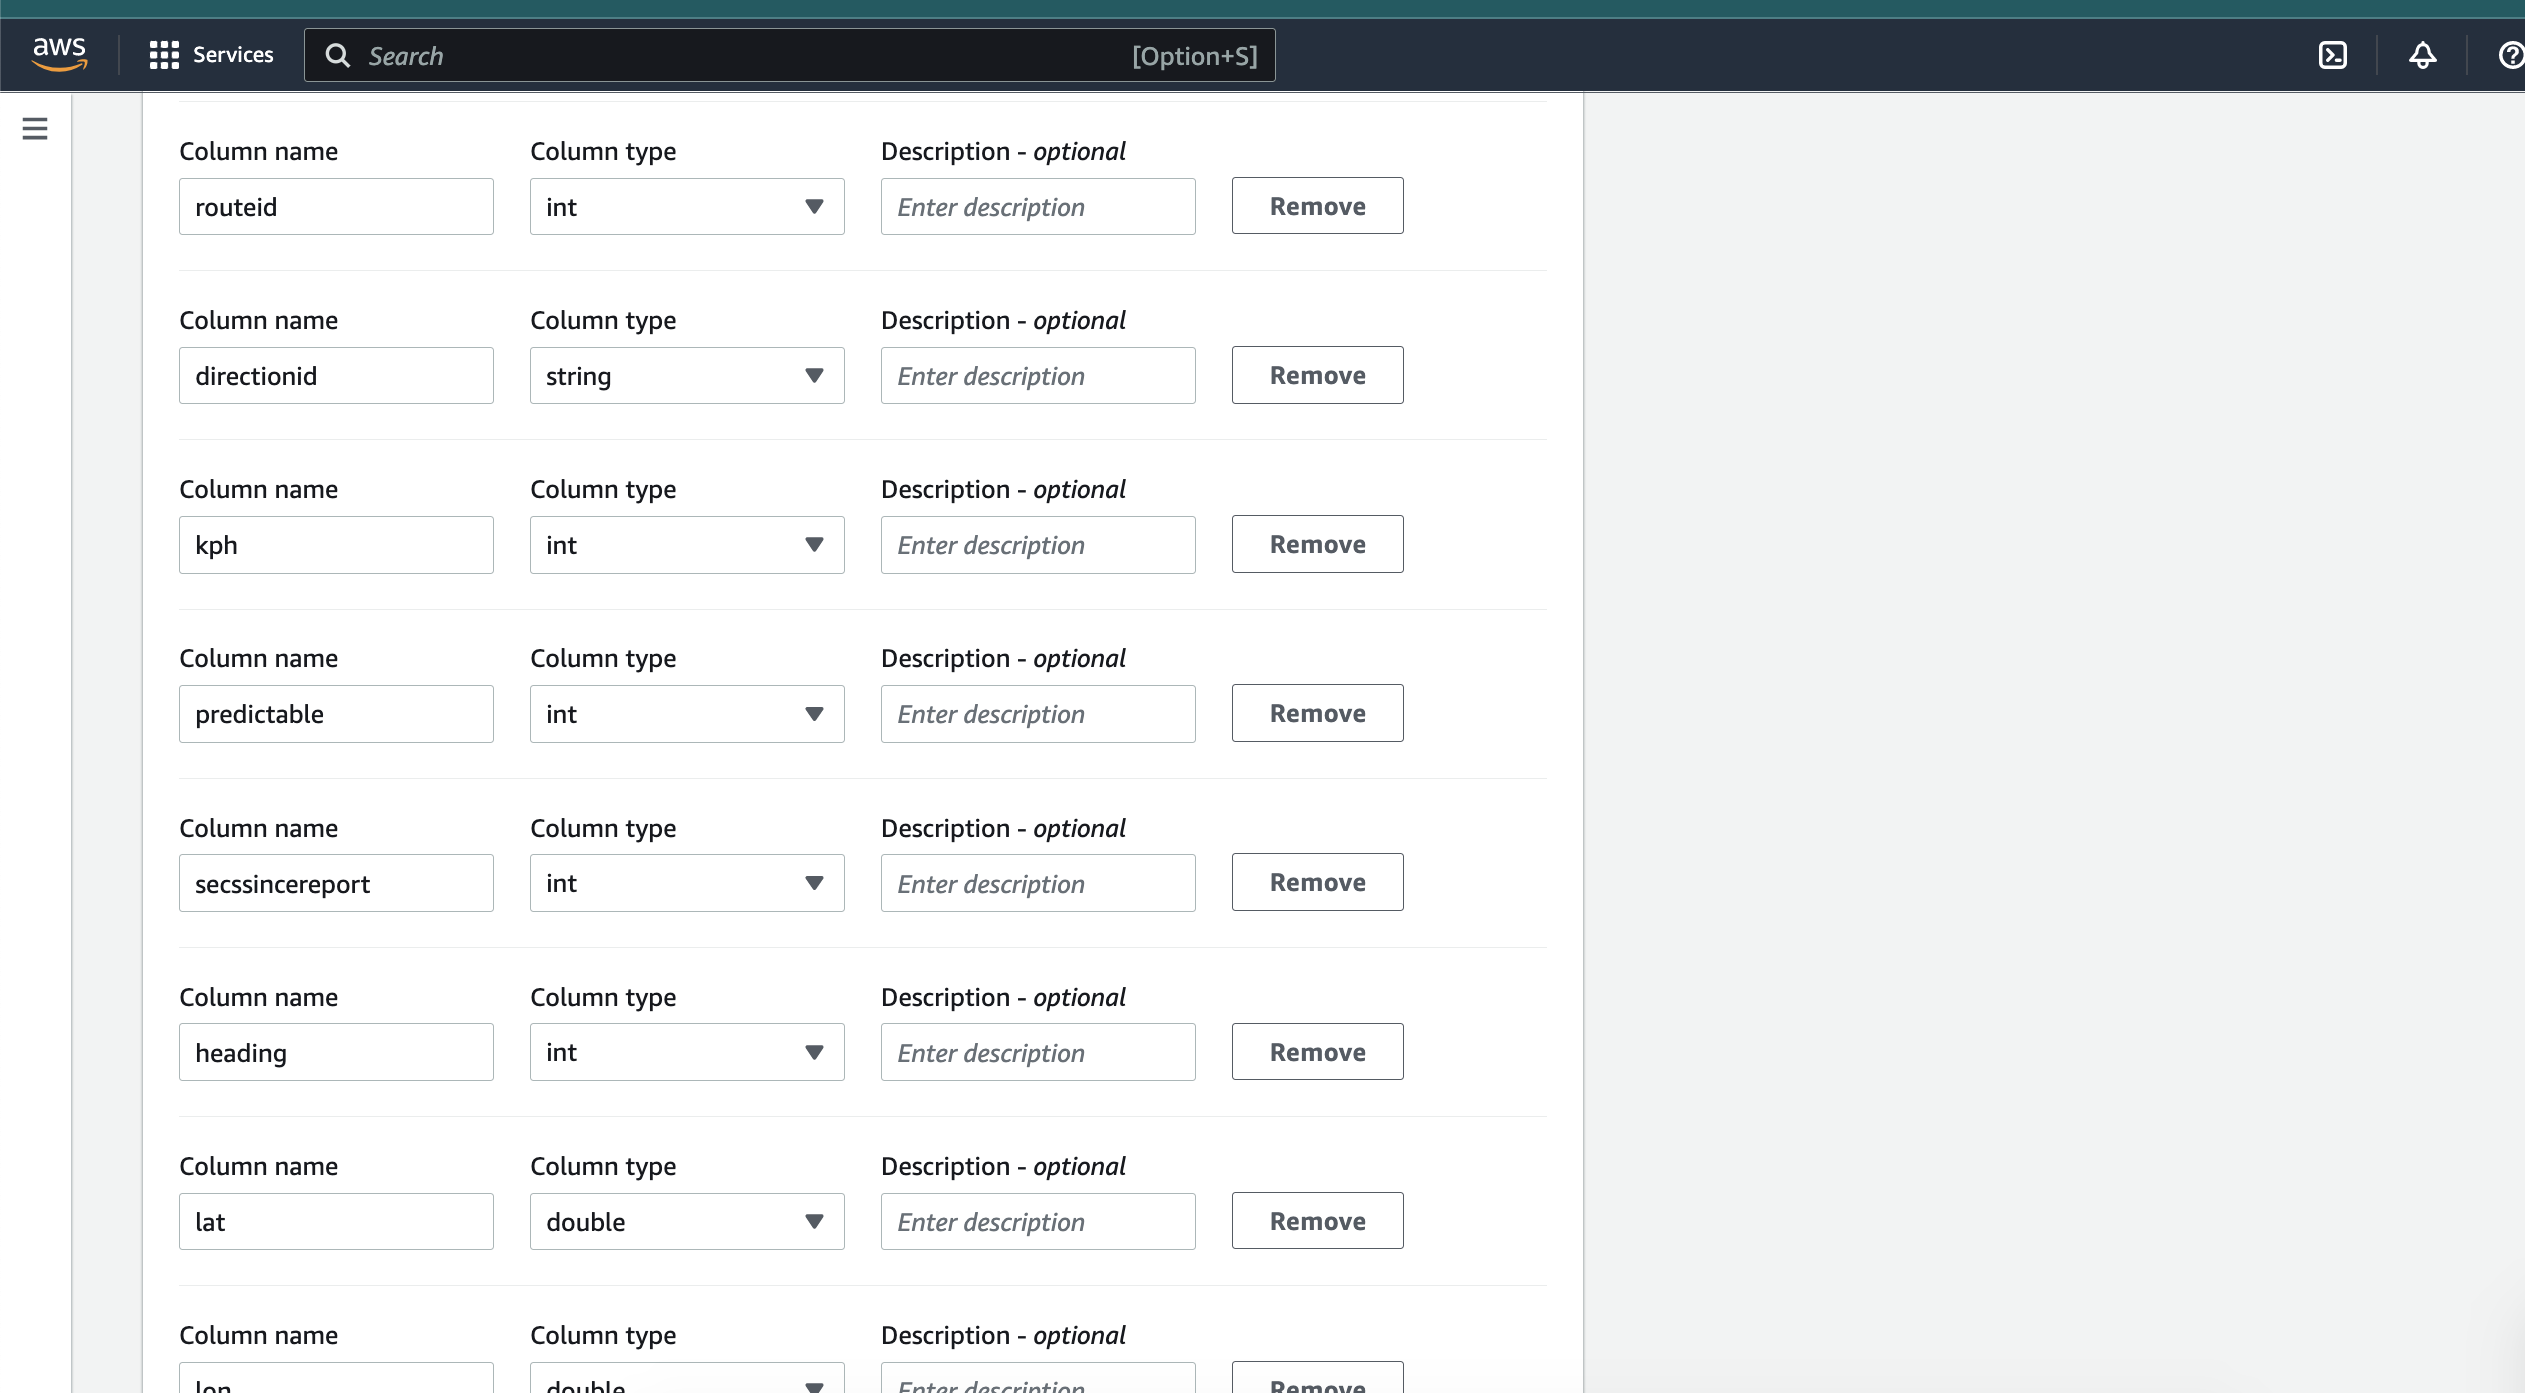 aws Services Search [Option+S]
Column name Column type Description - optional
routeid int Enter description Remove
Column name Column type Description - optional
directionid string Enter description Remove
Column name Column type Description - optional
kph int Enter description Remove
Column name Column type Description - optional
predictable int Enter description Remove
Column name Column type Description - optional
secssincereport int Enter description Remove
Column name Column type Description - optional
heading int Enter description Remove
Column name Column type Description - optional
lat double Enter description Remove
Column name Column type Description - optional
lon double Enter description Remove